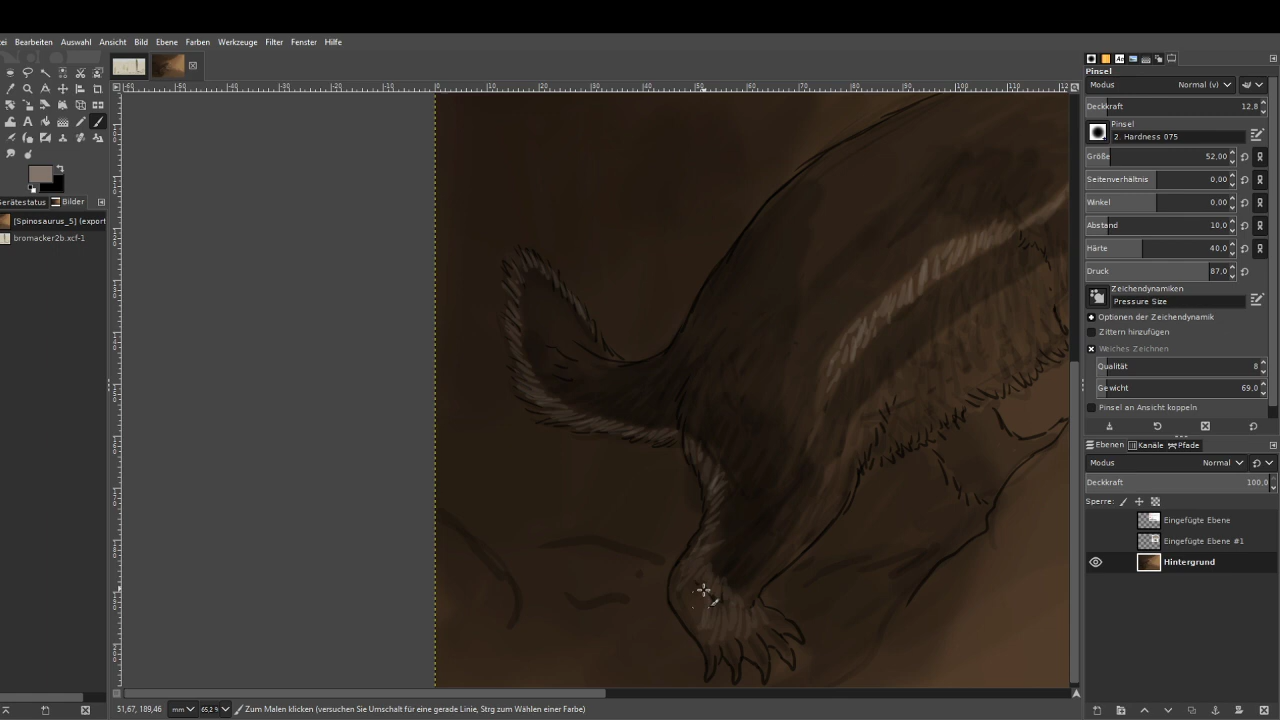 Bearbeiten Auswahl Ansicht Bild Ebene Farben Werkzeuge Filter Fenster Hilfe
Pinsel
Modus Normal (v)
Deckkraft 12,8
Pinsel
2. Hardness 075
Größe 52,00
Seitenverhältnis 0,00
Winkel 0,00
Abstand 10,0
Härte 40,0
Druck 87,0
Zeichendynamiken
Pressure Size
Optionen der Zeichendynamik
Zittern hinzufügen
Weiches Zeichnen
Qualität 8
Gewicht 69,0
Pinsel an Ansicht koppeln
Gerätestatus Bilder
[Spinosaurus_5] (export
bromacker2b.xcf-1
Ebenen Kanäle Pfade
Modus Normal
Deckkraft 100,0
Sperre:
Eingefügte Ebene
Eingefügte Ebene #1
Hintergrund
51,67, 189,46 mm 65,2 Zum Malen klicken (versuchen Sie Umschalt für eine gerade Linie, Strg zum Wählen einer Farbe)